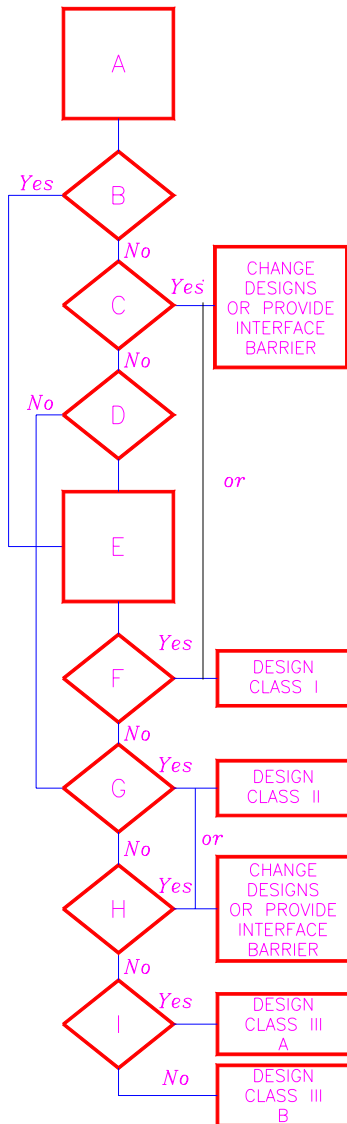 A
Yes
B
No
C
Yes
CHANGE
DESIGNS
OR PROVIDE
INTERFACE
BARRIER
No
No
D
or
E
Yes
F
DESIGN
CLASS I
No
Yes
G
DESIGN
CLASS II
No
or
Yes
H
CHANGE
DESIGNS
OR PROVIDE
INTERFACE
BARRIER
No
Yes
I
DESIGN
CLASS III
A
No
DESIGN
CLASS III
B